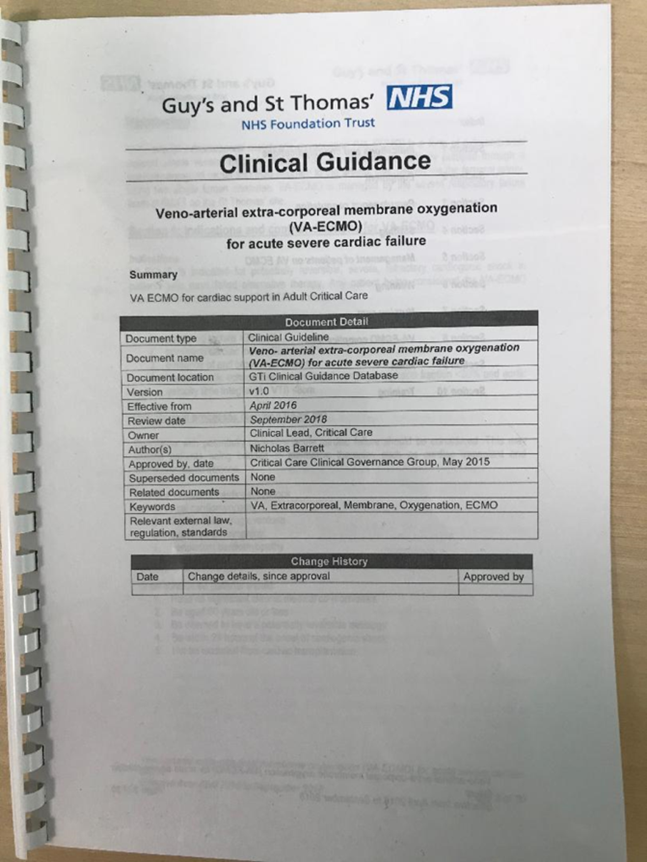 Guy's and St Thomas' NHS
NHS Foundation Trust
Clinical Guidance
Veno-arterial extra-corporeal membrane oxygenation
(VA-ECMO)
for acute severe cardiac failure
Summary
VA ECMO for cardiac support in Adult Critical Care
Document Detail
Document type Clinical Guideline
Document name Veno- arterial extra-corporeal membrane oxygenation
(VA-ECMO) for acute severe cardiac failure
Document location GTi Clinical Guidance Database
Version v1.0
Effective from April 2016
Review date September 2018
Owner Clinical Lead, Critical Care
Author(s) Nicholas Barrett
Approved by, date Critical Care Clinical Governance Group, May 2015
Superseded documents None
Related documents None
Keywords VA, Extracorporeal, Membrane, Oxygenation, ECMO
Relevant external law,
regulation, standards
Change History
Date Change details, since approval Approved by